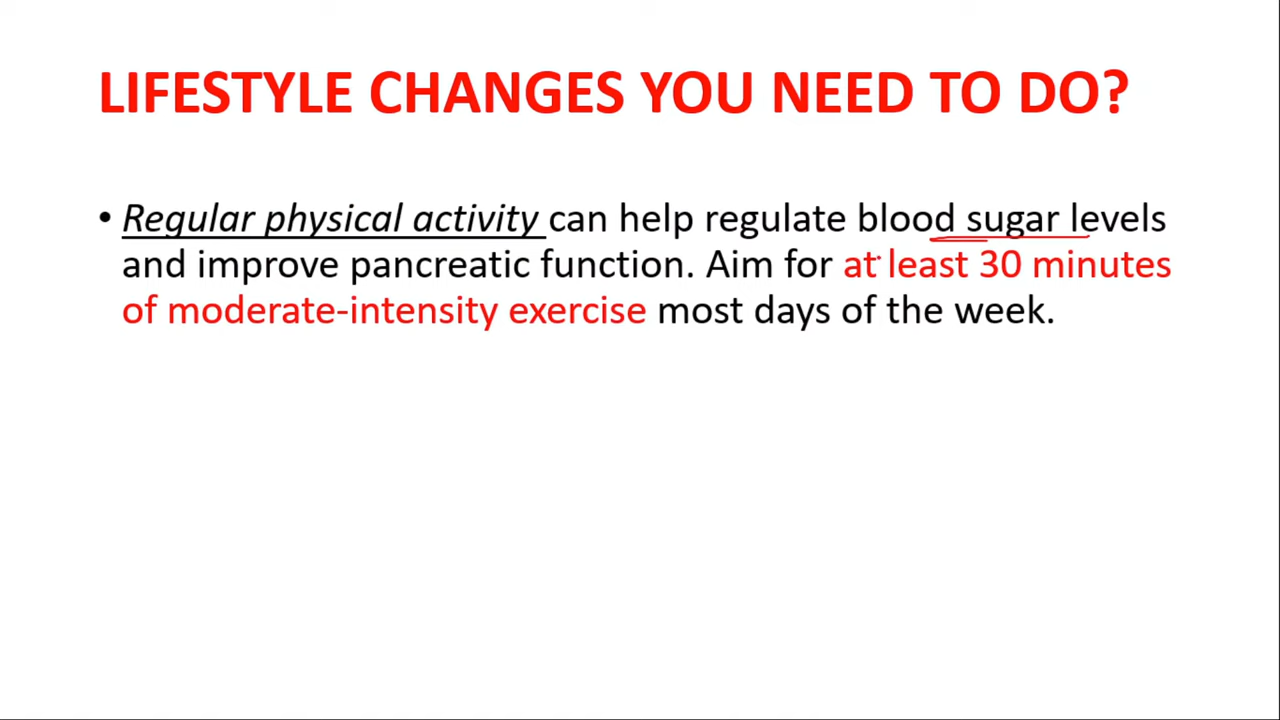 LIFESTYLE CHANGES YOU NEED TO DO?
• Regular physical activity can help regulate blood sugar levels
and improve pancreatic function. Aim for at least 30 minutes
of moderate-intensity exercise most days of the week.